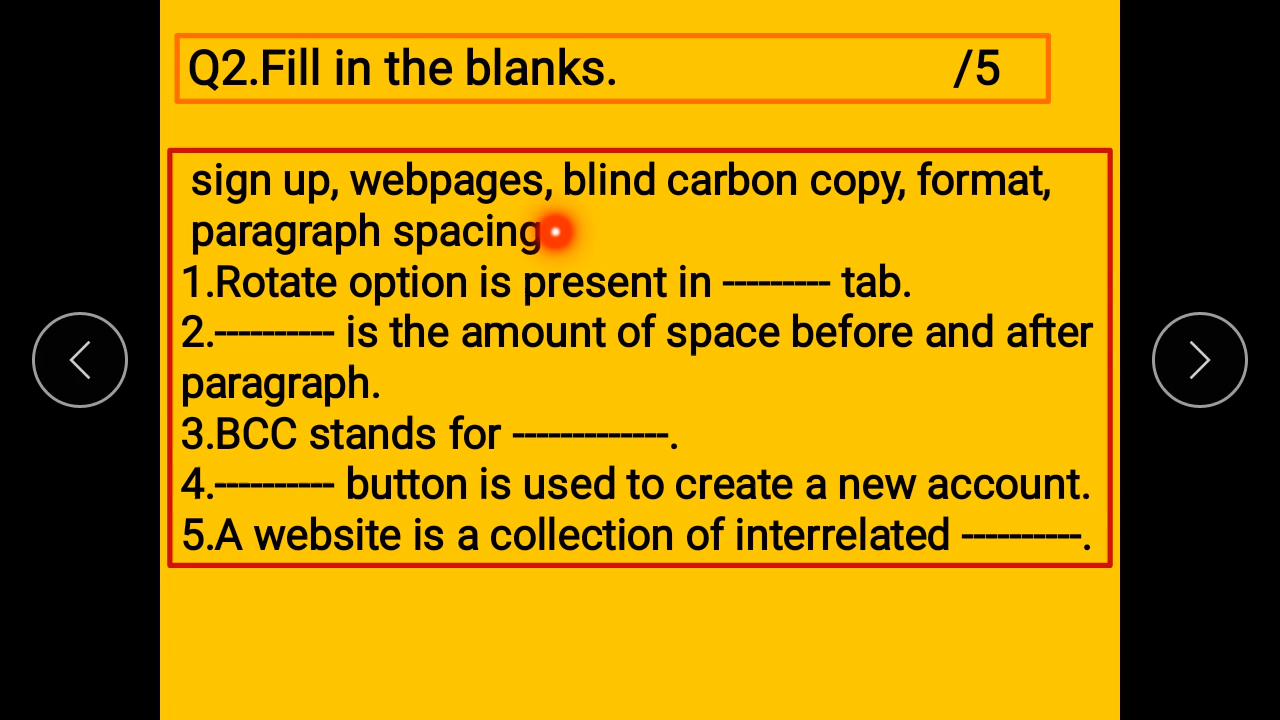 Q2.Fill in the blanks. /5
sign up, webpages, blind carbon copy, format,
paragraph spacing
1.Rotate option is present in --------- tab.
2.---------- is the amount of space before and after
paragraph.
3.BCC stands for -------------.
4.---------- button is used to create a new account.
5.A website is a collection of interrelated ----------.